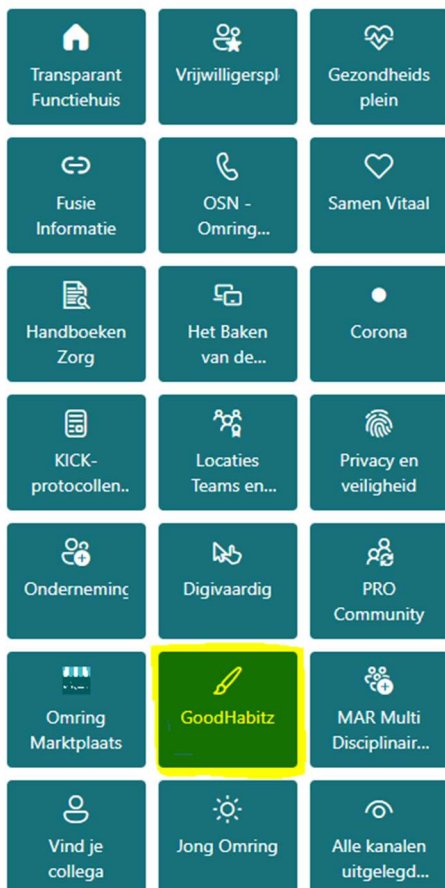 Transparant
Functiehuis
Vrijwilligerspl
Gezondheids
plein
Fusie
Informatie
OSN -
Omring...
Samen Vitaal
Handboeken
Zorg
Het Baken
van de...
Corona
KICK-
protocollen..
Locaties
Teams en...
Privacy en
veiligheid
Onderneming
Digivaardig
PRO
Community
Omring
Marktplaats
GoodHabitz
MAR Multi
Disciplinair...
Vind je
collega
Jong Omring
Alle kanalen
uitgelegd...